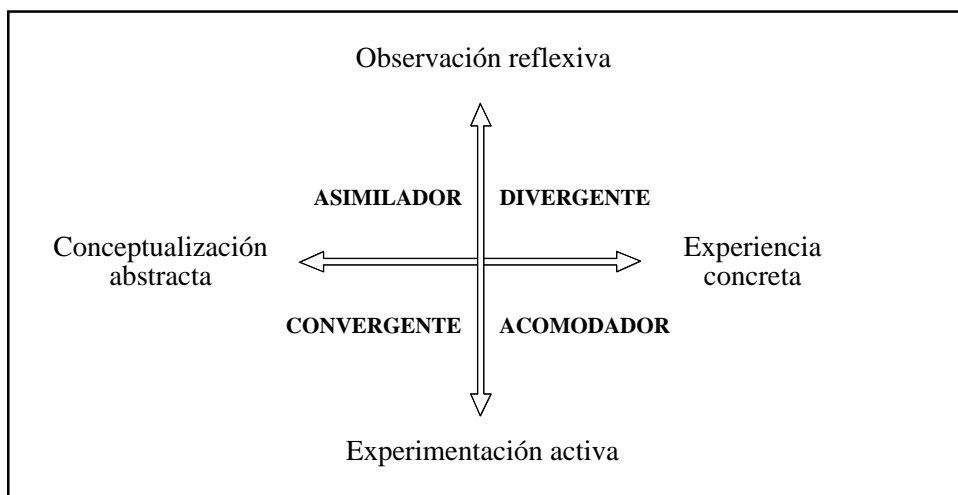 Observación reflexiva
ASIMILADOR DIVERGENTE
Conceptualización
abstracta
Experiencia
concreta
CONVERGENTE ACOMODADOR
Experimentación activa